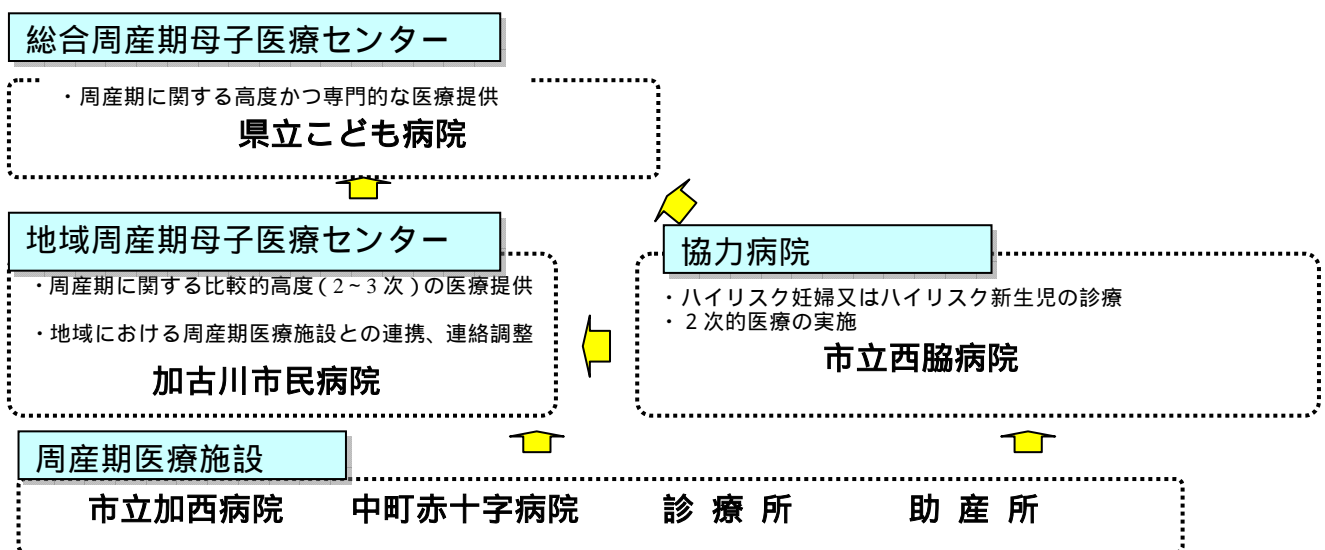 総合周産期母子医療センター
・周産期に関する高度かつ専門的な医療提供
県立こども病院
地域周産期母子医療センター
・周産期に関する比較的高度(2~3次)の医療提供
・地域における周産期医療施設との連携、連絡調整
加古川市民病院
協力病院
・ハイリスク妊婦又はハイリスク新生児の診療
・2次的医療の実施
市立西脇病院
周産期医療施設
市立加西病院 中町赤十字病院 診 療 所 助 産 所